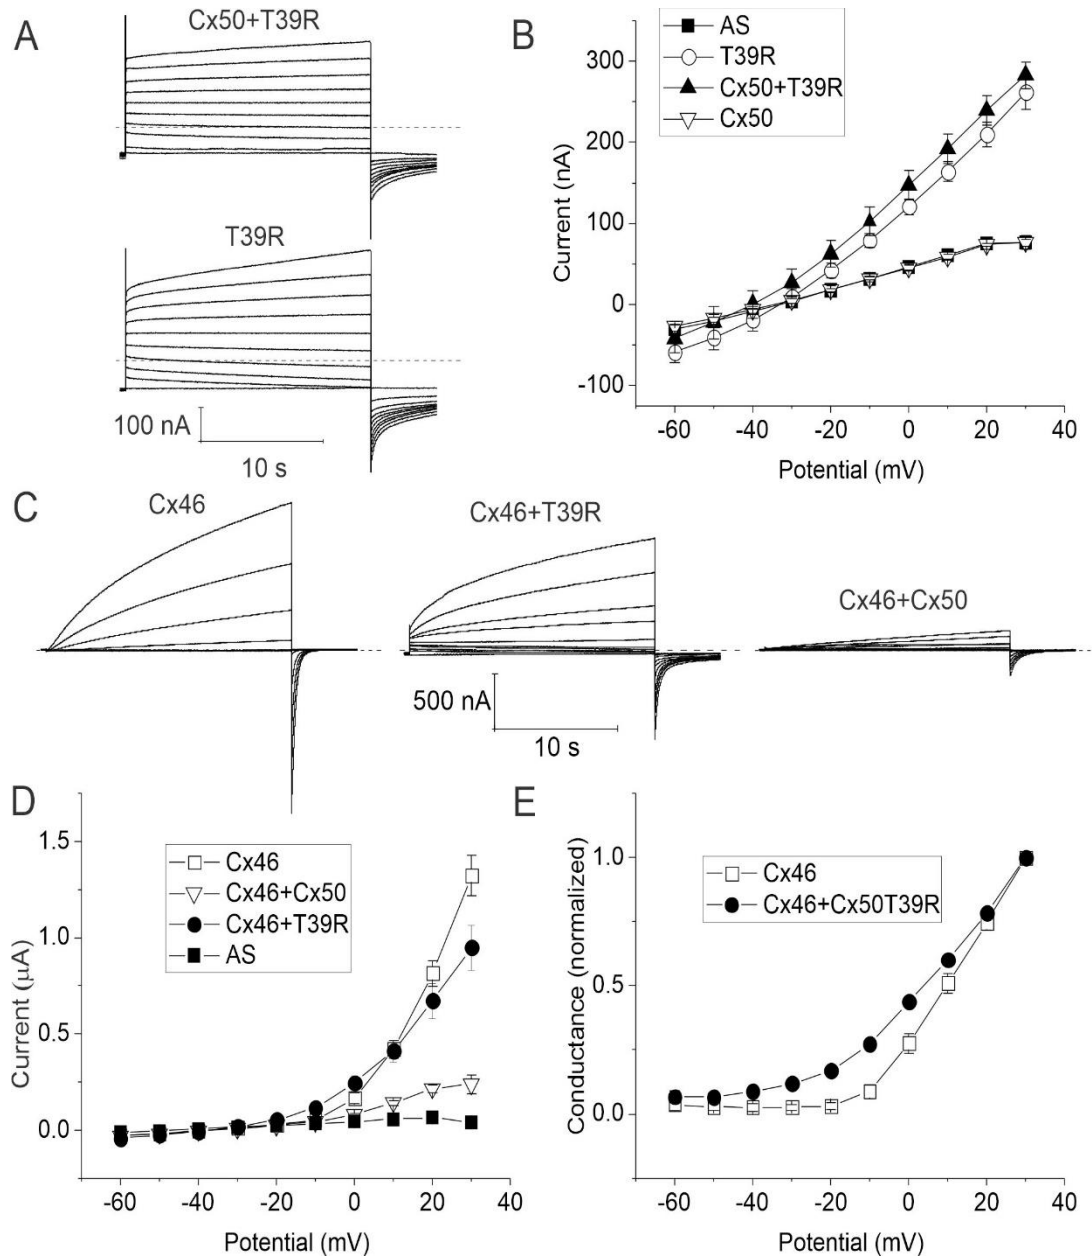 A
Cx50+T39R
T39R
100 nA
10 s
B
AS
T39R
Cx50+T39R
Cx50
Current (nA)
300
200
100
0
-100
-60
-40
-20
0
20
40
Potential (mV)
C
Cx46
Cx46+T39R
Cx46+Cx50
500 nA
10 s
D
Cx46
Cx46+Cx50
Cx46+T39R
AS
Current (µA)
1.5
1.0
0.5
0.0
-60
-40
-20
0
20
40
Potential (mV)
E
Cx46
Cx46+Cx50T39R
Conductance (normalized)
1.0
0.5
0.0
-60
-40
-20
0
20
40
Potential (mV)